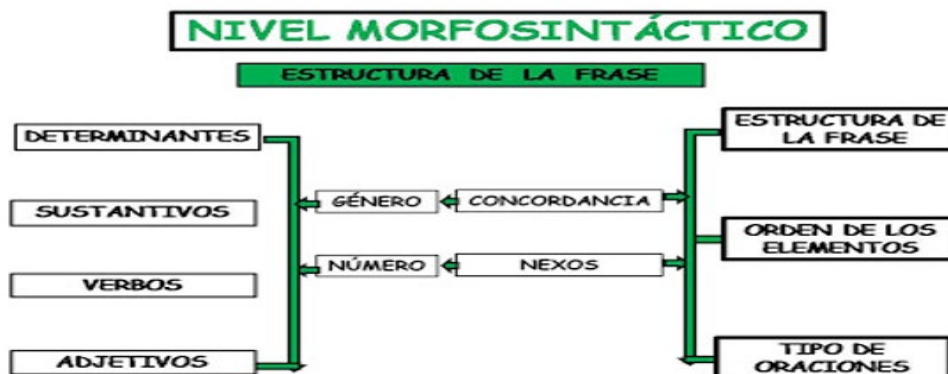 NIVEL MORFOSINTÁCTICO
ESTRUCTURA DE LA FRASE
DETERMINANTES
SUSTANTIVOS
VERBOS
ADJETIVOS
GÉNERO
CONCORDANCIA
NÚMERO
NEXOS
ESTRUCTURA DE
LA FRASE
ORDEN DE LOS
ELEMENTOS
TIPO DE
ORACIONES